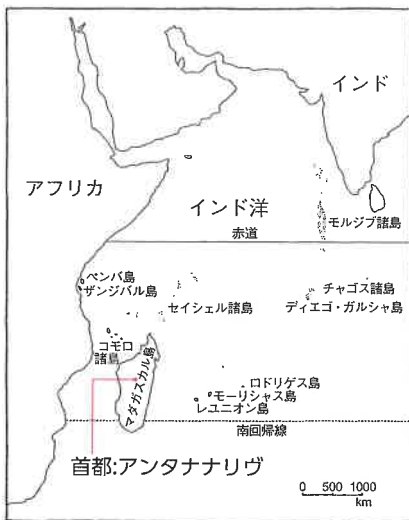 インド
アフリカ
インド洋
赤道
モルジブ諸島
ペンバ島
ザンジバル島
チャゴス諸島
セイシェル諸島
ディエゴ・ガルシャ島
コモロ
諸島
マダガスカル島
ロドリゲス島
モーリシャス島
レユニオン島
南回帰線
首都:アンタナナリヴ
0 500 1000
km